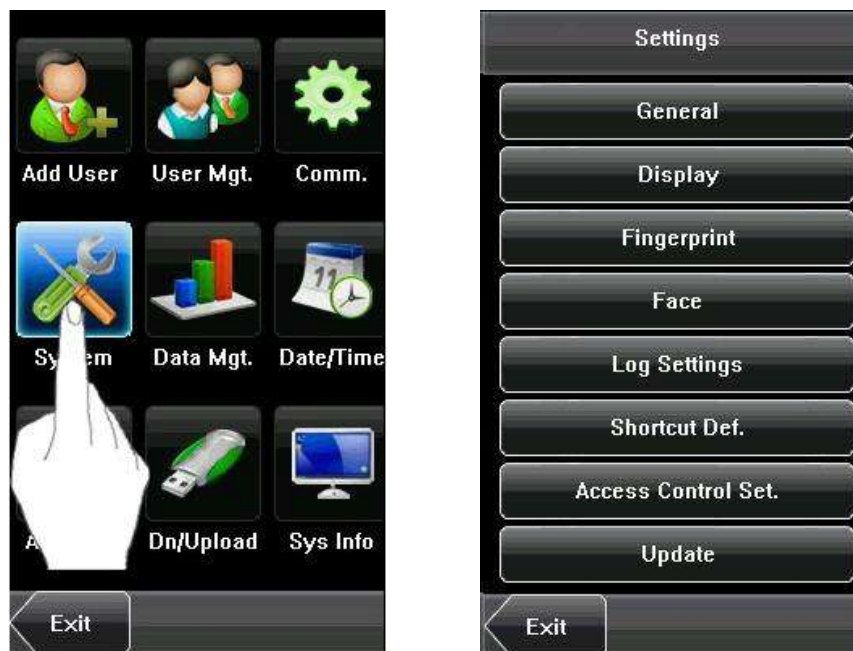 Add User User Mgt. Comm.
Data Mgt. Date/Time
11
Dn/Upload Sys Info
Exit
Settings
General
Display
Fingerprint
Face
Log Settings
Shortcut Def.
Access Control Set.
Update
Exit